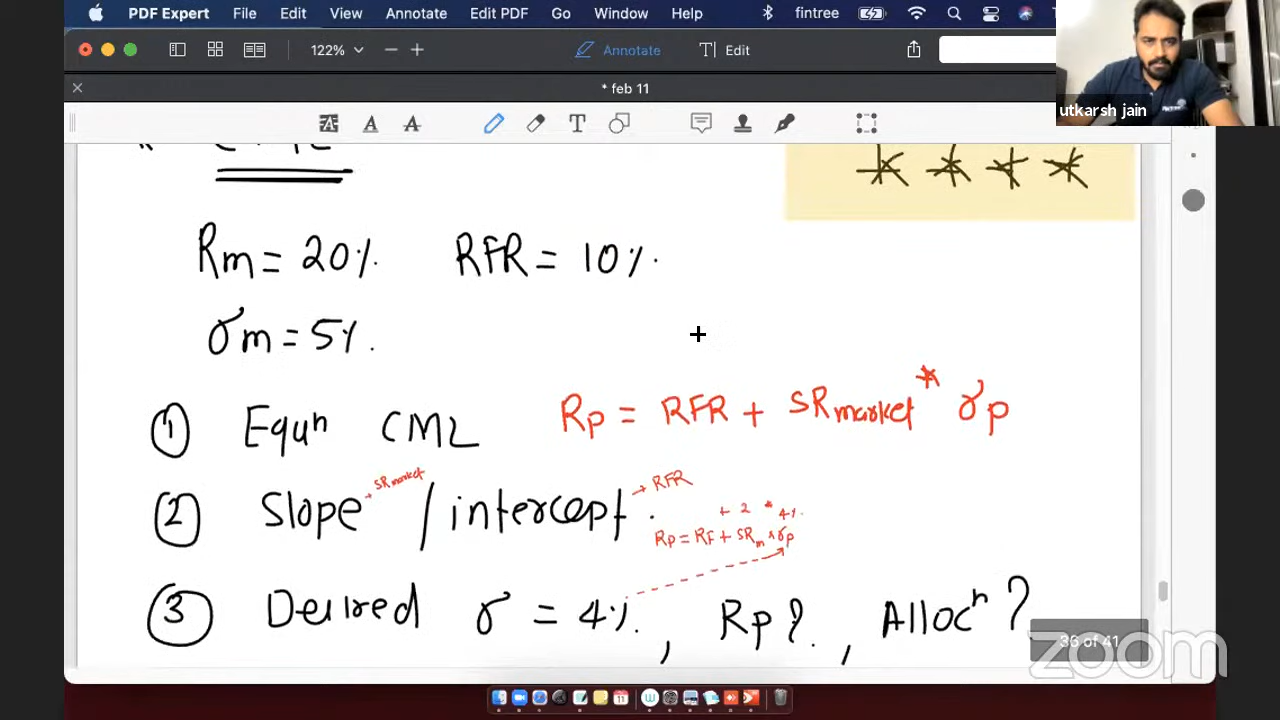 PDF Expert File Edit View Annotate Edit PDF Go Window Help fintree
122% Annotate T Edit
* feb 11
utkarsh jain
Rm = 20%. RFR = 10%.
σm = 5%.
① Equⁿ CML Rp = RFR + SRmarket * σp
② Slope → SRmarket / intercept → RFR.
+ 2 * 4%.
Rp = RF + SRm × σp
③ Desired σ = 4%, Rp?, Allocⁿ?
36 of 41
zoom
11